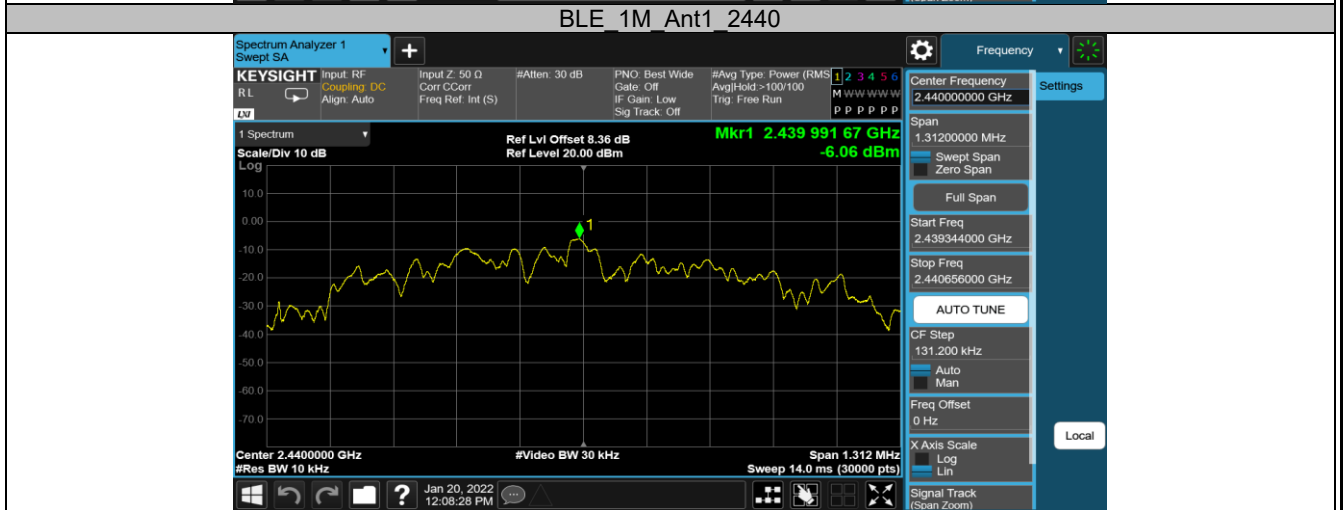 BLE_1M_Ant1_2440
Spectrum Analyzer 1
Swept SA
+
Frequency
KEYSIGHT
RL
LXI
Input: RF
Coupling: DC
Align: Auto
Input Z: 50 Ω
Corr CCorr
Freq Ref: Int (S)
#Atten: 30 dB
PNO: Best Wide
Gate: Off
IF Gain: Low
Sig Track: Off
#Avg Type: Power (RMS
Avg|Hold:>100/100
Trig: Free Run
1 2 3 4 5 6
M W W W W W
P P P P P P
Center Frequency
2.440000000 GHz
Settings
1 Spectrum
Scale/Div 10 dB
Log
Ref Lvl Offset 8.36 dB
Ref Level 20.00 dBm
Mkr1 2.439 991 67 GHz
-6.06 dBm
Span
1.31200000 MHz
Swept Span
Zero Span
Full Span
Start Freq
2.439344000 GHz
Stop Freq
2.440656000 GHz
AUTO TUNE
CF Step
131.200 kHz
Auto
Man
Freq Offset
0 Hz
X Axis Scale
Log
Lin
Signal Track
(Span Zoom)
Local
10.0
0.00
-10.0
-20.0
-30.0
-40.0
-50.0
-60.0
-70.0
1
Center 2.4400000 GHz
#Res BW 10 kHz
#Video BW 30 kHz
Span 1.312 MHz
Sweep 14.0 ms (30000 pts)
?
Jan 20, 2022
12:08:28 PM